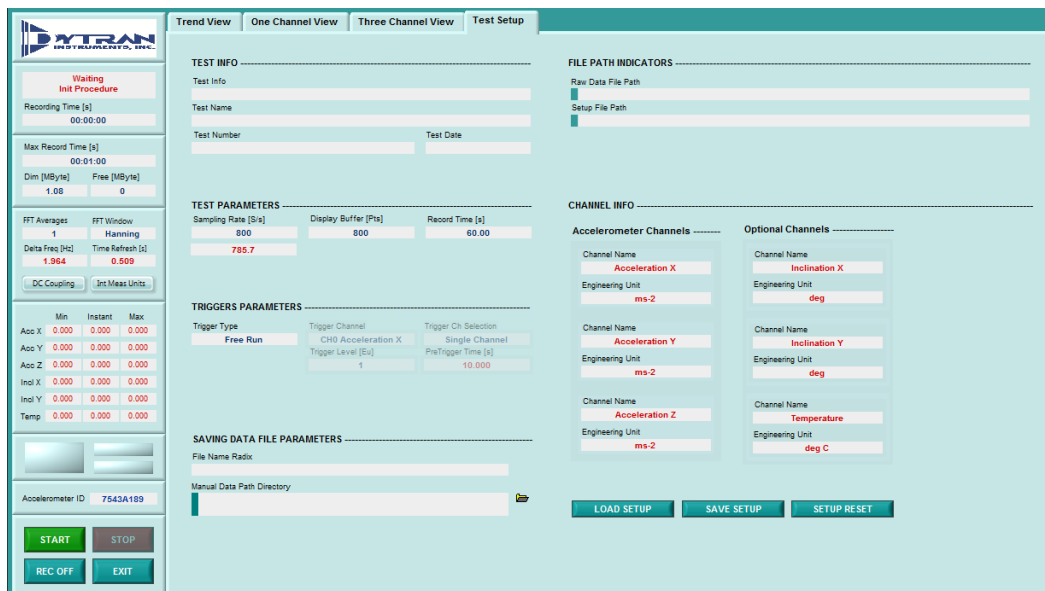 DYTRAN
INSTRUMENTS, INC.
Waiting
Init Procedure
Recording Time [s]
00:00:00
Max Record Time [s]
00:01:00
Dim [MByte] Free [MByte]
1.08 0
FFT Averages FFT Window
1 Hanning
Delta Freq [Hz] Time Refresh [s]
1.964 0.509
DC Coupling Int Meas Units
Min Instant Max
Acc X 0.000 0.000 0.000
Acc Y 0.000 0.000 0.000
Acc Z 0.000 0.000 0.000
Incl X 0.000 0.000 0.000
Incl Y 0.000 0.000 0.000
Temp 0.000 0.000 0.000
Accelerometer ID 7543A189
START STOP
REC OFF EXIT
Trend View One Channel View Three Channel View Test Setup
TEST INFO
Test Info
Test Name
Test Number Test Date
TEST PARAMETERS
Sampling Rate [S/s] Display Buffer [Pts] Record Time [s]
800 800 60.00
785.7
TRIGGERS PARAMETERS
Trigger Type Trigger Channel Trigger Ch Selection
Free Run CH0 Acceleration X Single Channel
Trigger Level [Eu] PreTrigger Time [s]
1 10.000
SAVING DATA FILE PARAMETERS
File Name Radix
Manual Data Path Directory
FILE PATH INDICATORS
Raw Data File Path
Setup File Path
CHANNEL INFO
Accelerometer Channels
Channel Name
Acceleration X
Engineering Unit
ms-2
Channel Name
Acceleration Y
Engineering Unit
ms-2
Channel Name
Acceleration Z
Engineering Unit
ms-2
Optional Channels
Channel Name
Inclination X
Engineering Unit
deg
Channel Name
Inclination Y
Engineering Unit
deg
Channel Name
Temperature
Engineering Unit
deg C
LOAD SETUP SAVE SETUP SETUP RESET